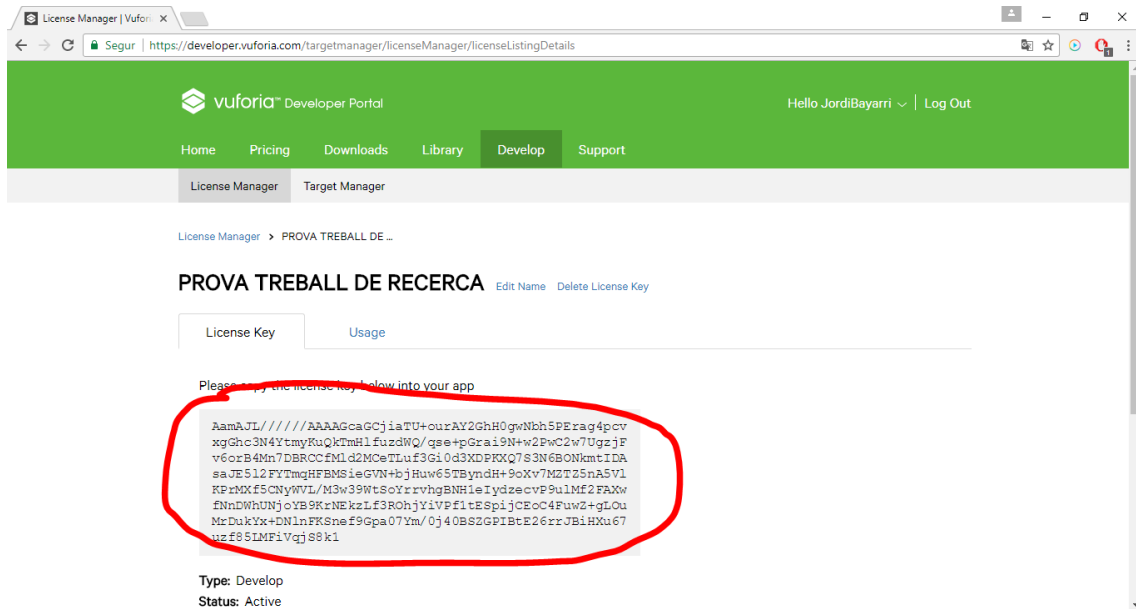 License Manager | Vufori
Segur | https://developer.vuforia.com/targetmanager/licenseManager/licenseListingDetails
1
vuforia™ Developer Portal
Hello JordiBayarri
Log Out
Home Pricing Downloads Library Develop Support
License Manager Target Manager
License Manager > PROVA TREBALL DE ...
PROVA TREBALL DE RECERCA Edit Name Delete License Key
License Key Usage
Please copy the license key below into your app
AamAJL//////AAAAGcaGCjiaTU+ourAY2GhH0gwNbh5PErag4pcv
xgGhc3N4YtmyKuQkTmHlfuzdWQ/qse+pGrai9N+w2PwC2w7UgzjF
v6orB4Mn7DBRCCfMld2MCeTLuf3Gi0d3XDPKXQ7S3N6BONkmtIDA
saJE5l2FYTmqHFBMSieGVN+bjHuw65TByndH+9oXv7MZTZ5nA5Vl
KPrMXf5CNyWVL/M3w39WtSoYrrvhgBNH1eIydzecvP9ulMf2FAXw
fNnDWhUNjoYB9KrNEkzLf3ROhjYiVPf1tESpijCEoC4FuwZ+gLOu
MrDukYx+DNlnFKSnef9Gpa07Ym/0j40BSZGPIBtE26rrJBiHXu67
uzf85LMFiVqjS8k1
Type: Develop
Status: Active